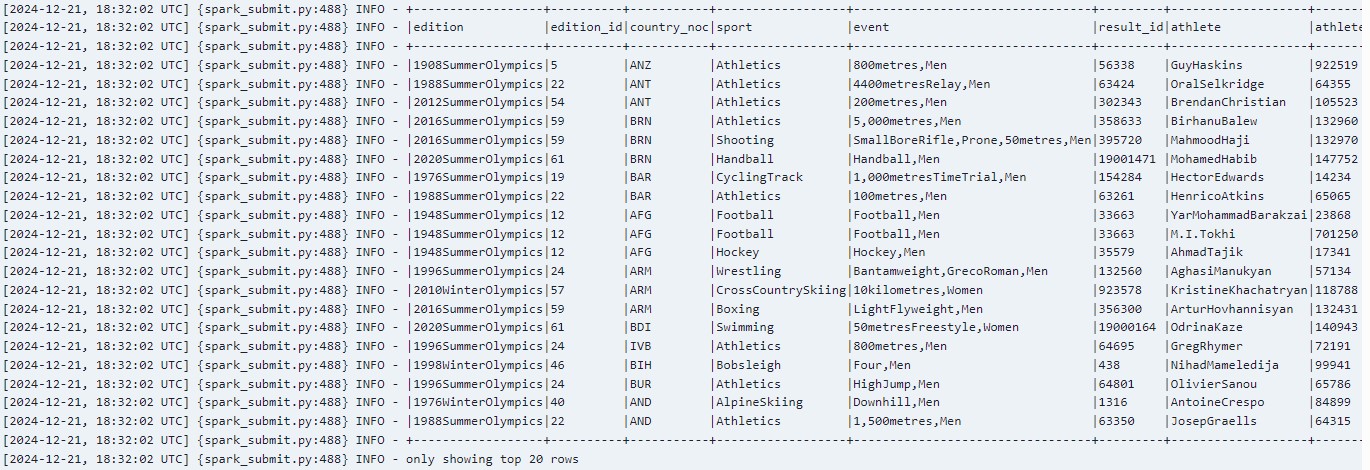 [2024-12-21, 18:32:02 UTC] {spark_submit.py:488} INFO - +------------------+----------+-----------+------------------+--------------------------------+---------+-------------------+-------
[2024-12-21, 18:32:02 UTC] {spark_submit.py:488} INFO - |edition           |edition_id|country_noc|sport             |event                           |result_id|athlete            |athlete
[2024-12-21, 18:32:02 UTC] {spark_submit.py:488} INFO - +------------------+----------+-----------+------------------+--------------------------------+---------+-------------------+-------
[2024-12-21, 18:32:02 UTC] {spark_submit.py:488} INFO - |1908SummerOlympics|5         |ANZ        |Athletics         |800metres,Men                   |56338    |GuyHaskins         |922519
[2024-12-21, 18:32:02 UTC] {spark_submit.py:488} INFO - |1988SummerOlympics|22        |ANT        |Athletics         |4400metresRelay,Men             |63424    |OralSelkridge      |64355
[2024-12-21, 18:32:02 UTC] {spark_submit.py:488} INFO - |2012SummerOlympics|54        |ANT        |Athletics         |200metres,Men                   |302343   |BrendanChristian   |105523
[2024-12-21, 18:32:02 UTC] {spark_submit.py:488} INFO - |2016SummerOlympics|59        |BRN        |Athletics         |5,000metres,Men                 |358633   |BirhanuBalew       |132960
[2024-12-21, 18:32:02 UTC] {spark_submit.py:488} INFO - |2016SummerOlympics|59        |BRN        |Shooting          |SmallBoreRifle,Prone,50metres,Men|395720   |MahmoodHaji        |132970
[2024-12-21, 18:32:02 UTC] {spark_submit.py:488} INFO - |2020SummerOlympics|61        |BRN        |Handball          |Handball,Men                    |19001471 |MohamedHabib       |147752
[2024-12-21, 18:32:02 UTC] {spark_submit.py:488} INFO - |1976SummerOlympics|19        |BAR        |CyclingTrack      |1,000metresTimeTrial,Men        |154284   |HectorEdwards      |14234
[2024-12-21, 18:32:02 UTC] {spark_submit.py:488} INFO - |1988SummerOlympics|22        |BAR        |Athletics         |100metres,Men                   |63261    |HenricoAtkins      |65065
[2024-12-21, 18:32:02 UTC] {spark_submit.py:488} INFO - |1948SummerOlympics|12        |AFG        |Football          |Football,Men                    |33663    |YarMohammadBarakzai|23868
[2024-12-21, 18:32:02 UTC] {spark_submit.py:488} INFO - |1948SummerOlympics|12        |AFG        |Football          |Football,Men                    |33663    |M.I.Tokhi          |701250
[2024-12-21, 18:32:02 UTC] {spark_submit.py:488} INFO - |1948SummerOlympics|12        |AFG        |Hockey            |Hockey,Men                      |35579    |AhmadTajik         |17341
[2024-12-21, 18:32:02 UTC] {spark_submit.py:488} INFO - |1996SummerOlympics|24        |ARM        |Wrestling         |Bantamweight,GrecoRoman,Men     |132560   |AghasiManukyan     |57134
[2024-12-21, 18:32:02 UTC] {spark_submit.py:488} INFO - |2010WinterOlympics|57        |ARM        |CrossCountrySkiing|10kilometres,Women              |923578   |KristineKhachatryan|118788
[2024-12-21, 18:32:02 UTC] {spark_submit.py:488} INFO - |2016SummerOlympics|59        |ARM        |Boxing            |LightFlyweight,Men              |356300   |ArturHovhannisyan  |132431
[2024-12-21, 18:32:02 UTC] {spark_submit.py:488} INFO - |2020SummerOlympics|61        |BDI        |Swimming          |50metresFreestyle,Women         |19000164 |OdrinaKaze         |140943
[2024-12-21, 18:32:02 UTC] {spark_submit.py:488} INFO - |1996SummerOlympics|24        |IVB        |Athletics         |800metres,Men                   |64695    |GregRhymer         |72191
[2024-12-21, 18:32:02 UTC] {spark_submit.py:488} INFO - |1998WinterOlympics|46        |BIH        |Bobsleigh         |Four,Men                        |438      |NihadMameledija    |99941
[2024-12-21, 18:32:02 UTC] {spark_submit.py:488} INFO - |1996SummerOlympics|24        |BUR        |Athletics         |HighJump,Men                    |64801    |OlivierSanou       |65786
[2024-12-21, 18:32:02 UTC] {spark_submit.py:488} INFO - |1976WinterOlympics|40        |AND        |AlpineSkiing      |Downhill,Men                    |1316     |AntoineCrespo      |84899
[2024-12-21, 18:32:02 UTC] {spark_submit.py:488} INFO - |1988SummerOlympics|22        |AND        |Athletics         |1,500metres,Men                 |63350    |JosepGraells       |64315
[2024-12-21, 18:32:02 UTC] {spark_submit.py:488} INFO - +------------------+----------+-----------+------------------+--------------------------------+---------+-------------------+-------
[2024-12-21, 18:32:02 UTC] {spark_submit.py:488} INFO - only showing top 20 rows